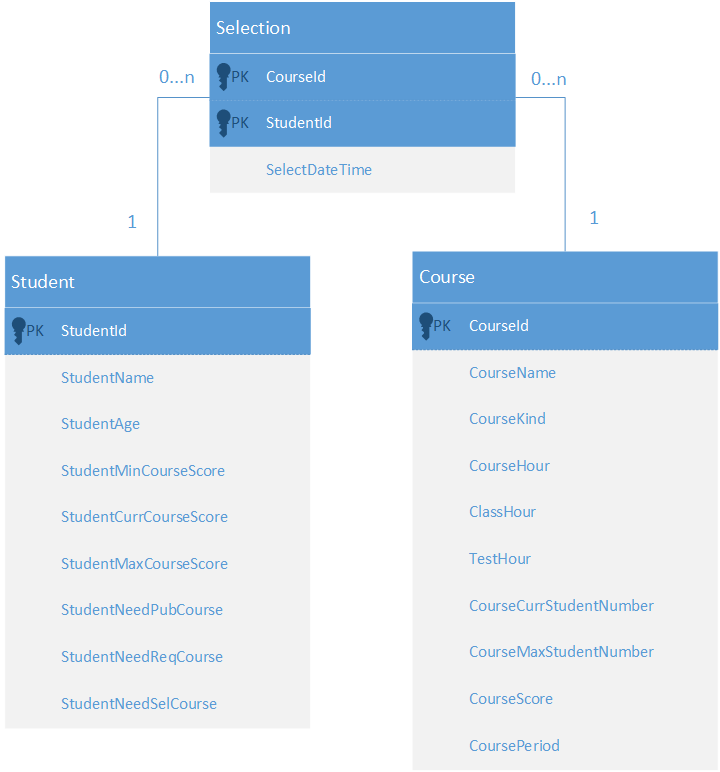 Selection
0...n
PK CourseId
0...n
PK StudentId
SelectDateTime
1
1
Student
PK StudentId
StudentName
StudentAge
StudentMinCourseScore
StudentCurrCourseScore
StudentMaxCourseScore
StudentNeedPubCourse
StudentNeedReqCourse
StudentNeedSelCourse
Course
PK CourseId
CourseName
CourseKind
CourseHour
ClassHour
TestHour
CourseCurrStudentNumber
CourseMaxStudentNumber
CourseScore
CoursePeriod